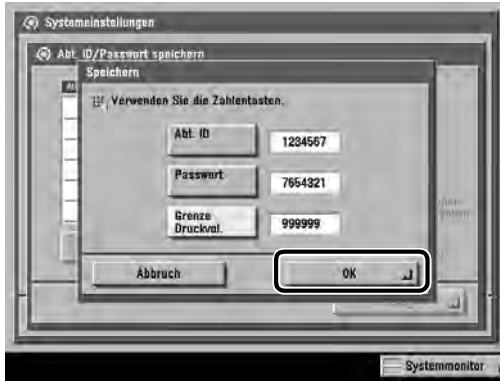 Systemeinstellungen
Abt. ID/Passwort speichern
Speichern
Verwenden Sie die Zahlentasten.
Abt. ID
1234567
Passwort
7654321
Grenze
Druckvol.
999999
Abbruch
OK
Systemmonitor